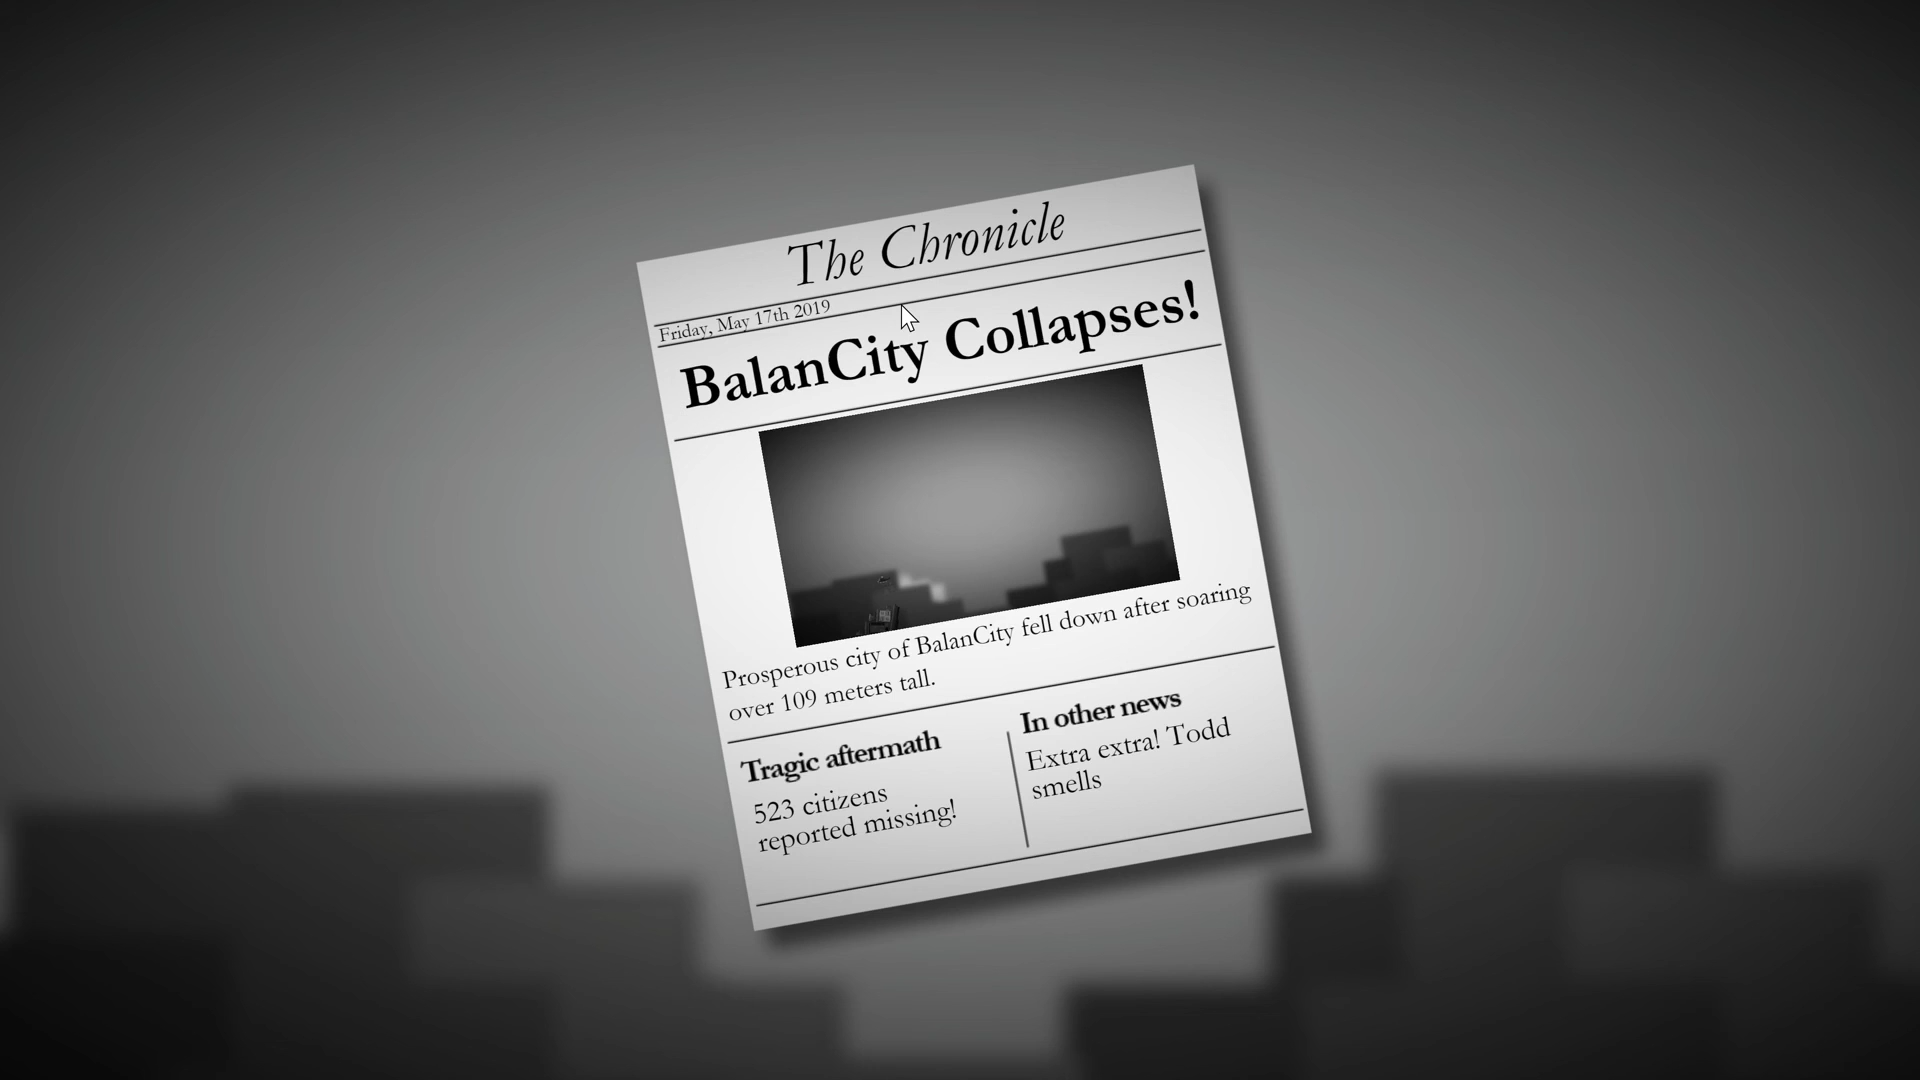 The Chronicle
Friday, May 17th 2019
BalanCity Collapses!
Prosperous city of BalanCity fell down after soaring
over 109 meters tall.
Tragic aftermath
523 citizens
reported missing!
In other news
Extra extra! Todd
smells